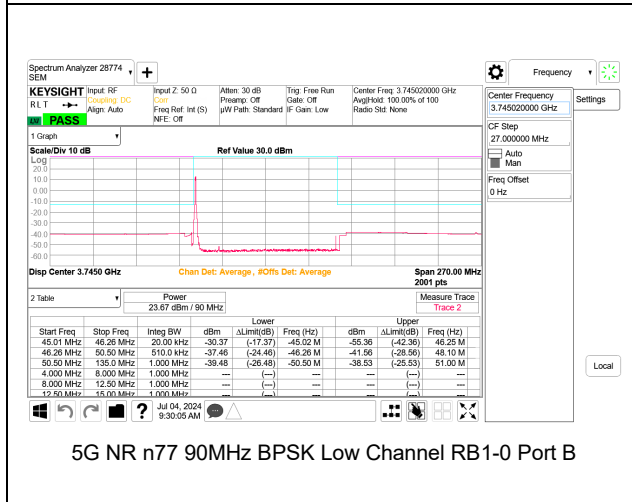 Spectrum Analyzer 28774
SEM
Frequency
KEYSIGHT
RLT
Align: Auto
LXI PASS
Input: RF
Coupling: DC
Input Z: 50 Ω
Corr
Freq Ref: Int (S)
NFE: Off
Atten: 30 dB
Preamp: Off
µW Path: Standard
Trig: Free Run
Gate: Off
IF Gain: Low
Center Freq: 3.745020000 GHz
Avg|Hold: 100.00% of 100
Radio Std: None
Center Frequency
3.745020000 GHz
Settings
CF Step
27.000000 MHz
Auto
Man
Freq Offset
0 Hz
Local
1 Graph
Scale/Div 10 dB
Ref Value 30.0 dBm
Log
20.0
10.0
0.00
-10.0
-20.0
-30.0
-40.0
-50.0
-60.0
Disp Center 3.7450 GHz
Chan Det: Average, #Offs Det: Average
Span 270.00 MHz
2001 pts
2 Table
Power
23.67 dBm / 90 MHz
Measure Trace
Trace 2
Lower Upper
Start Freq Stop Freq Integ BW dBm ΔLimit(dB) Freq (Hz) dBm ΔLimit(dB) Freq (Hz)
45.01 MHz 46.26 MHz 20.00 kHz -30.37 (-17.37) -45.02 M -55.36 (-42.36) 46.25 M
46.26 MHz 50.50 MHz 510.0 kHz -37.46 (-24.46) -46.26 M -41.56 (-28.56) 48.10 M
50.50 MHz 135.0 MHz 1.000 MHz -39.48 (-26.48) -50.50 M -38.53 (-25.53) 51.00 M
4.000 MHz 8.000 MHz 1.000 MHz --- (---) --- --- (---) ---
8.000 MHz 12.50 MHz 1.000 MHz --- (---) --- --- (---) ---
12.50 MHz 15.00 MHz 1.000 MHz --- (---) --- --- (---) ---
?
Jul 04, 2024
9:30:05 AM
5G NR n77 90MHz BPSK Low Channel RB1-0 Port B